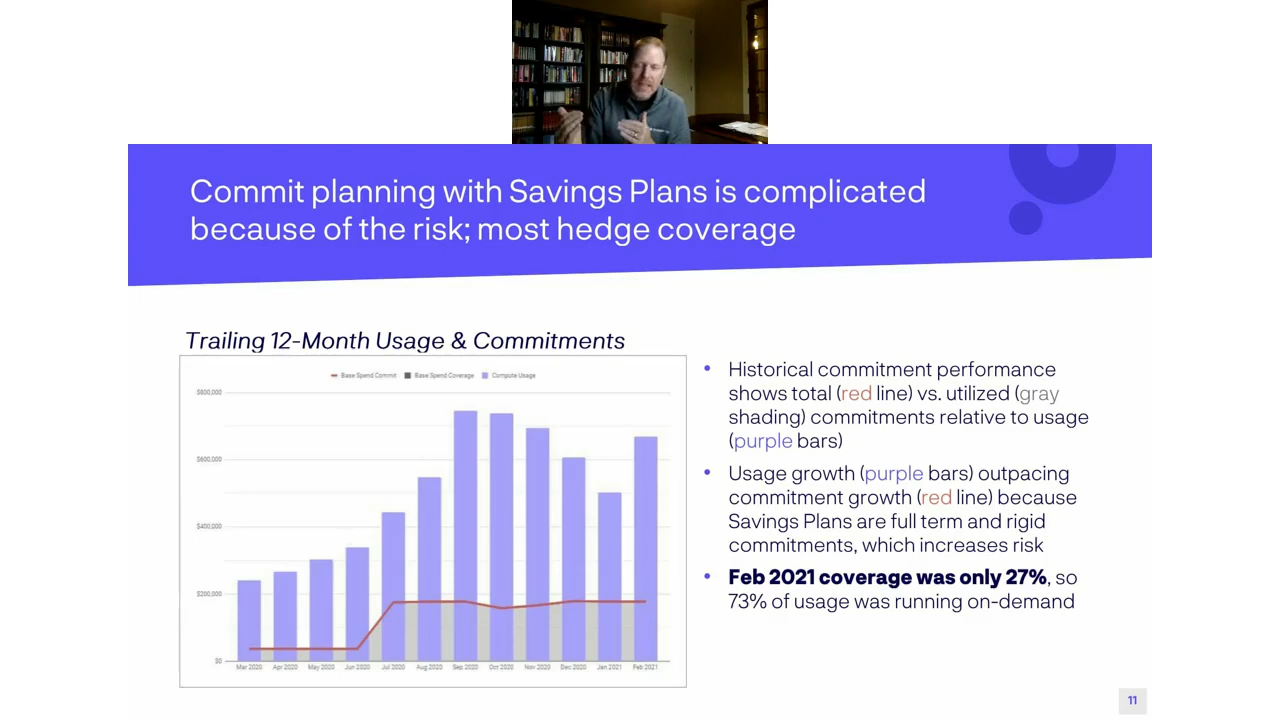 Commit planning with Savings Plans is complicated
because of the risk; most hedge coverage
Trailing 12-Month Usage & Commitments
Base Spend Commit
Base Spend Coverage
Compute Usage
$800,000
$600,000
$400,000
$200,000
$0
Mar 2020
Apr 2020
May 2020
Jun 2020
Jul 2020
Aug 2020
Sep 2020
Oct 2020
Nov 2020
Dec 2020
Jan 2021
Feb 2021
• Historical commitment performance
shows total (red line) vs. utilized (gray
shading) commitments relative to usage
(purple bars)
• Usage growth (purple bars) outpacing
commitment growth (red line) because
Savings Plans are full term and rigid
commitments, which increases risk
• Feb 2021 coverage was only 27%, so
73% of usage was running on-demand
11